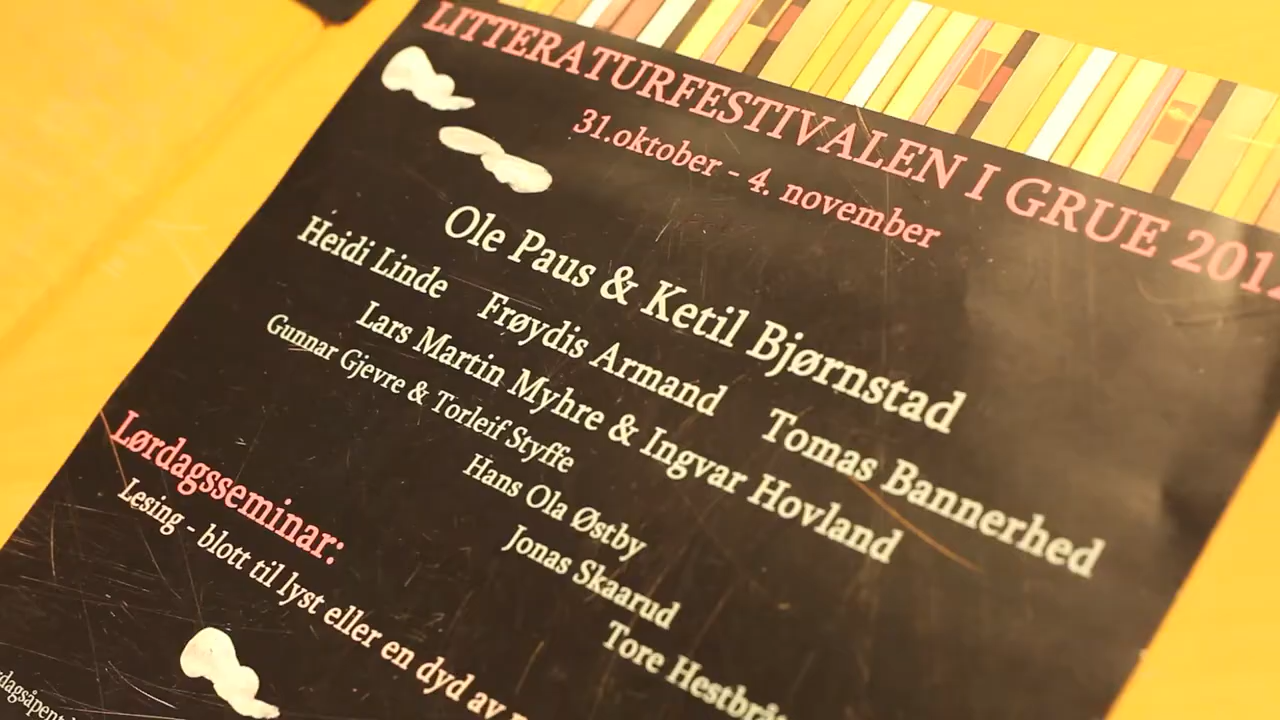 LITTERATURFESTIVALEN I GRUE 2012
31.oktober - 4. november
Ole Paus & Ketil Bjørnstad
Heidi Linde Frøydis Armand Tomas Bannerhed
Lars Martin Myhre & Ingvar Hovland
Gunnar Gjevre & Torleif Styffe
Hans Ola Østby
Jonas Skaarud
Tore
Lørdagsseminar:
Lesing - blott til lyst eller en dyd av